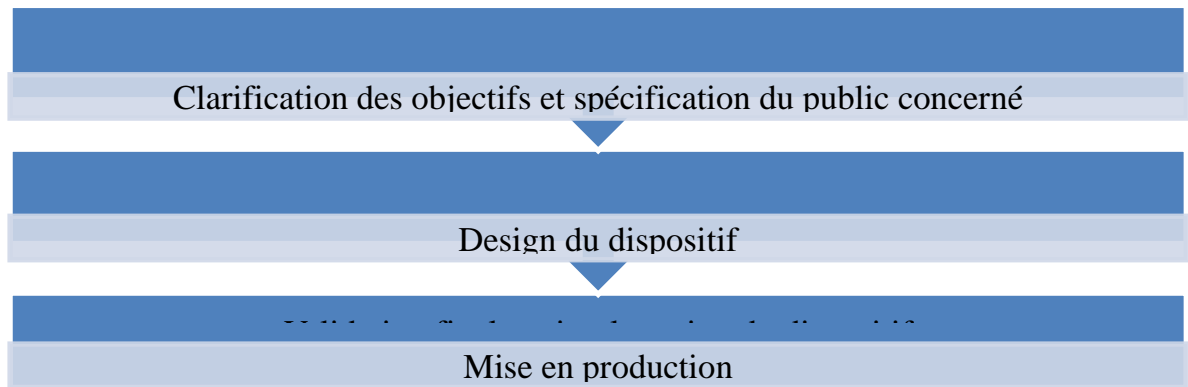 Clarification des objectifs et spécification du public concerné
Design du dispositif
Mise en production